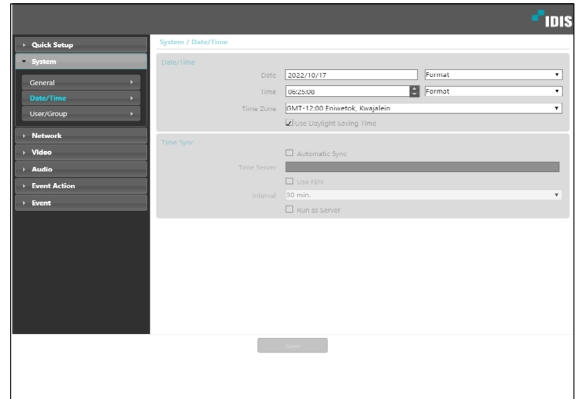 IDIS
Quick Setup
System
General
Date/Time
User/Group
Network
Video
Audio
Event Action
Event
System / Date/Time
Date/Time
Date 2022/10/17 Format
Time 06:25:08 Format
Time Zone GMT-12:00 Eniwetok, Kwajalein
Use Daylight Saving Time
Time Sync
Automatic Sync
Time Server
Use FEN
Interval 30 min.
Run as Server
Save